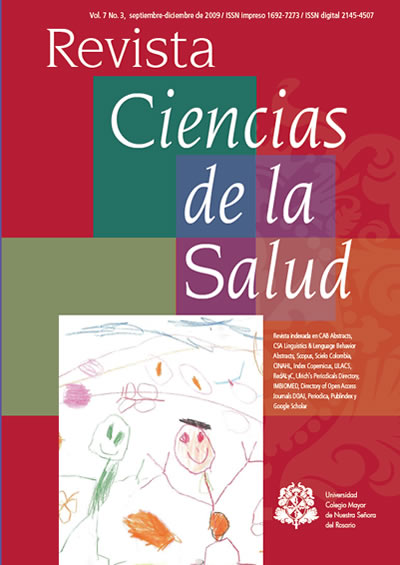 Vol. 7 No. 3, septiembre-diciembre de 2009 / ISSN impreso 1692-7273 / ISSN digital 2145-4507
Revista
Ciencias
de la
Salud
Revista indexada en CAB Abstracts,
CSA Linguistics & Lenguage Behavior
Abstracts, Scopus, Scielo Colombia,
CINAHL, Index Copernicus, LILACS,
RedALyC, Ulrich's Periodicals Directory,
IMBIOMED, Directory of Open Access
Journals DOAJ, Periodica, Publindex y
Google Scholar
Universidad
Colegio Mayor
de Nuestra Señora
del Rosario